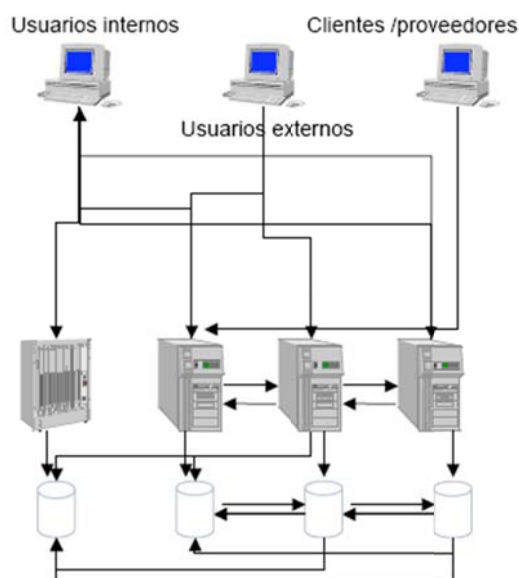 Usuarios internos
Clientes /proveedores
Usuarios externos